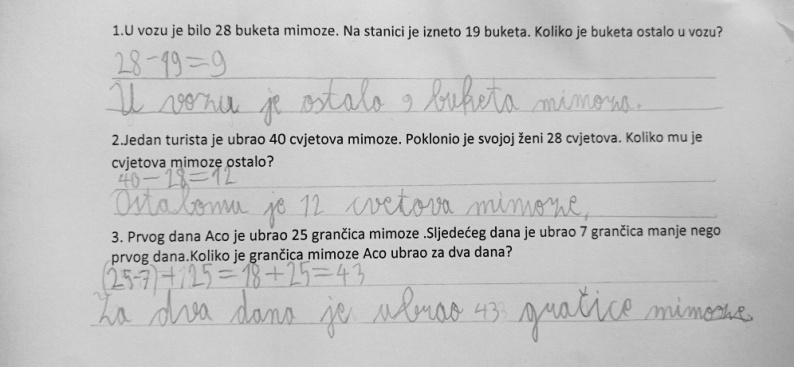 1.U vozu je bilo 28 buketa mimoze. Na stanici je izneto 19 buketa. Koliko je buketa ostalo u vozu?
28-19=9
U vozu je ostalo 9 buketa mimoza.
2.Jedan turista je ubrao 40 cvjetova mimoze. Poklonio je svojoj ženi 28 cvjetova. Koliko mu je
cvjetova mimoze ostalo?
40-28=12
Ostalomu je 12 cvetova mimoze,
3. Prvog dana Aco je ubrao 25 grančica mimoze .Sljedećeg dana je ubrao 7 grančica manje nego
prvog dana.Koliko je grančica mimoze Aco ubrao za dva dana?
(25-7)+25=18+25=43
Za dva dana je ubrao 43 gračice mimoze